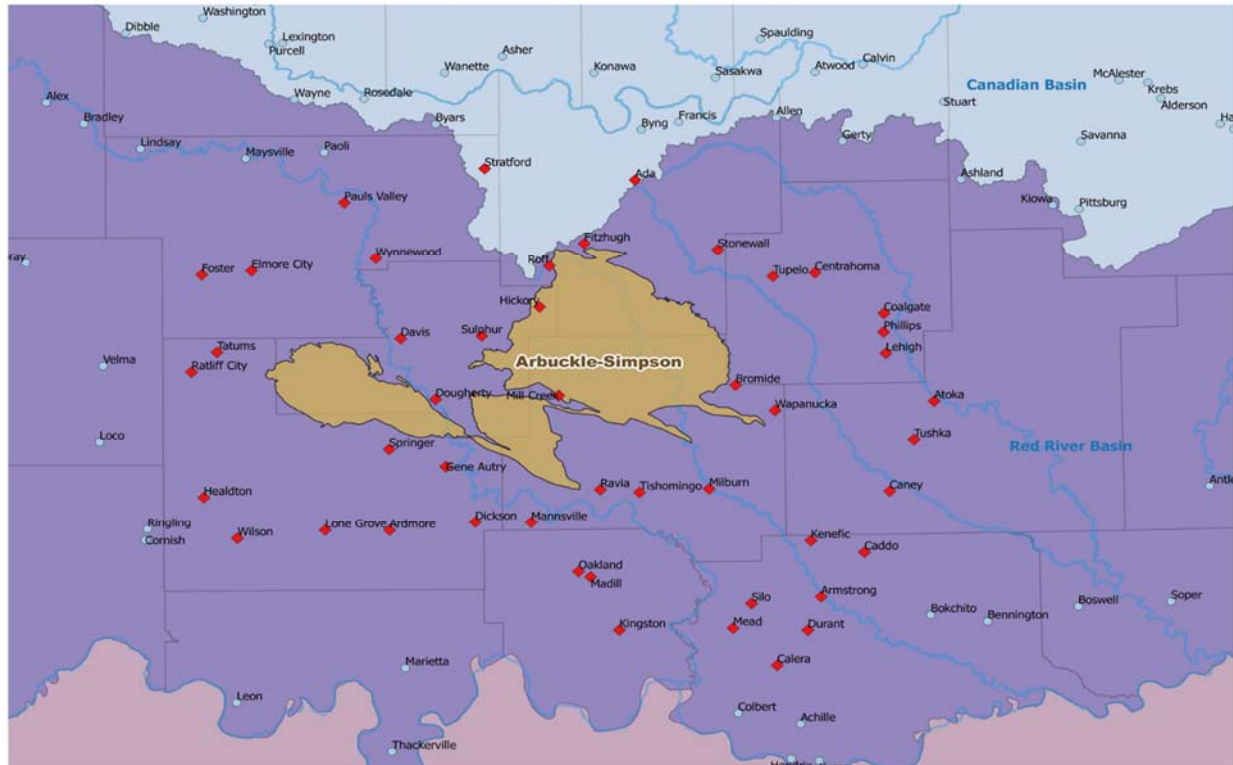 Washington
Dibble
Lexington
Purcell
Spaulding
Asher
Calvin
Wanette
Konawa
Sasakwa
Atwood
McAlester
Canadian Basin
Krebs
Alex
Wayne
Rosedale
Stuart
Alderson
Bradley
Byars
Byng
Francis
Allen
Ha
Lindsay
Maysville
Paoli
Gerty
Savanna
Stratford
Ada
Ashland
Pauls Valley
Kiowa
Pittsburg
Fitzhugh
Stonewall
Wynnewood
Roff
ray
Foster
Elmore City
Tupelo
Centrahoma
Hickory
Coalgate
Davis
Sulphur
Phillips
Tatums
Lehigh
Velma
Ratliff City
Arbuckle-Simpson
Bromide
Dougherty
Mill Creek
Wapanucka
Atoka
Loco
Springer
Tushka
Red River Basin
Gene Autry
Healdton
Ravia
Tishomingo
Milburn
Caney
Antle
Ringling
Cornish
Wilson
Lone Grove
Ardmore
Dickson
Mannsville
Kenefic
Caddo
Oakland
Madill
Silo
Armstrong
Bokchito
Bennington
Boswell
Soper
Kingston
Mead
Durant
Marietta
Calera
Leon
Colbert
Achille
Thackerville